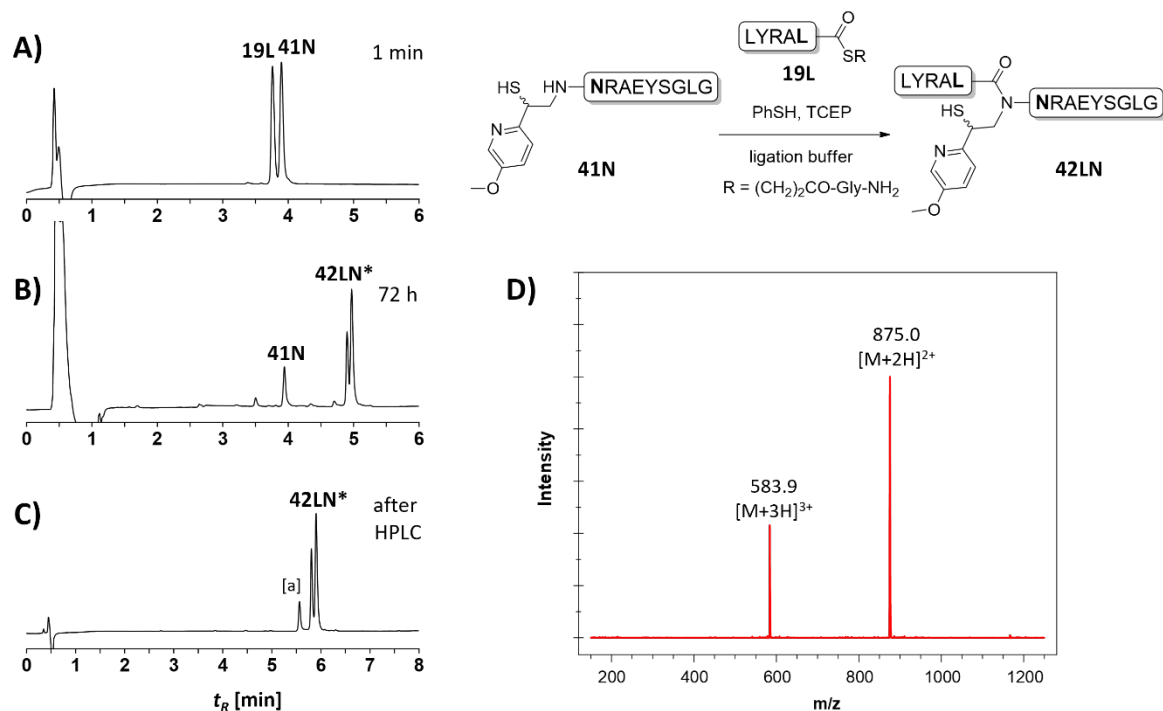 A)
19L 41N
1 min
0 1 2 3 4 5 6
B)
42LN*
72 h
41N
0 1 2 3 4 5 6
C)
42LN*
after
HPLC
[a]
0 1 2 3 4 5 6 7 8
tR [min]
HS
HN
NRAEYSGLG
N
O
41N
LYRAL
O
SR
19L
PhSH, TCEP
ligation buffer
R = (CH2)2CO-Gly-NH2
LYRAL
O
HS
N
NRAEYSGLG
N
O
42LN
D)
875.0
[M+2H]2+
583.9
[M+3H]3+
Intensity
200 400 600 800 1000 1200
m/z